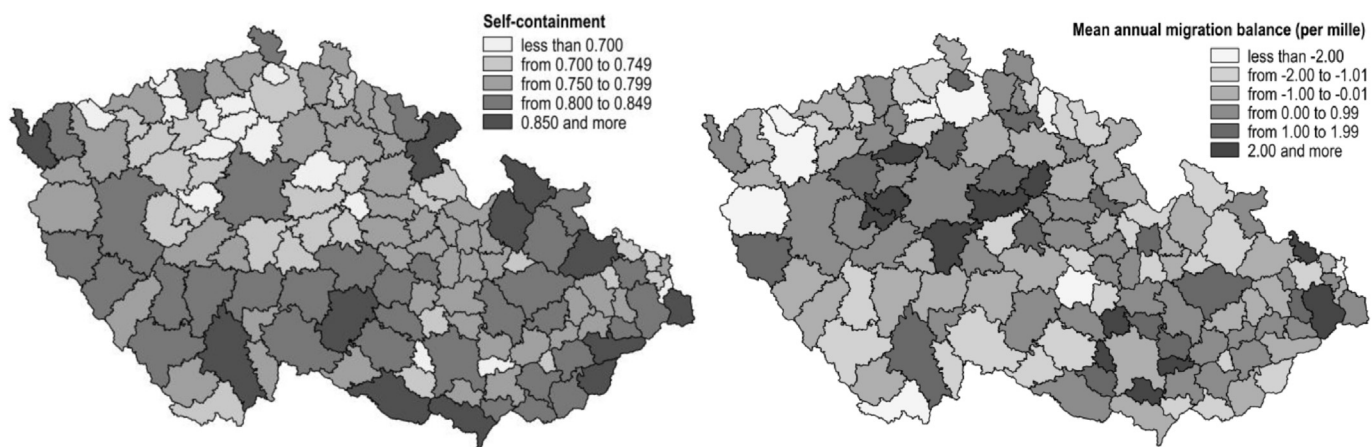 Self-containment
less than 0.700
from 0.700 to 0.749
from 0.750 to 0.799
from 0.800 to 0.849
0.850 and more
Mean annual migration balance (per mille)
less than -2.00
from -2.00 to -1.01
from -1.00 to -0.01
from 0.00 to 0.99
from 1.00 to 1.99
2.00 and more